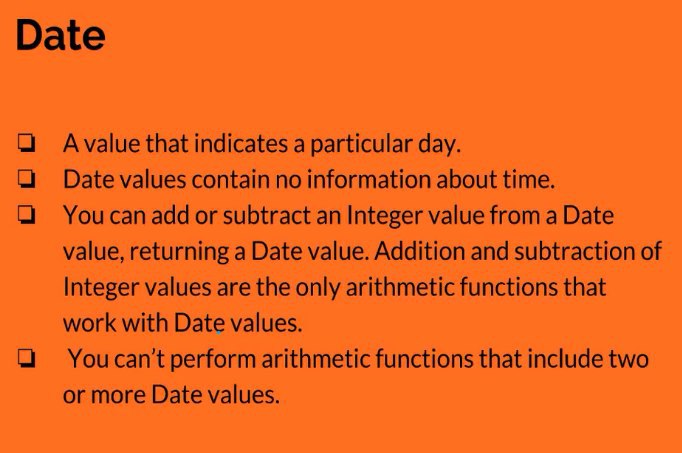 Date
❏ A value that indicates a particular day.
❏ Date values contain no information about time.
❏ You can add or subtract an Integer value from a Date
value, returning a Date value. Addition and subtraction of
Integer values are the only arithmetic functions that
work with Date values.
❏ You can’t perform arithmetic functions that include two
or more Date values.